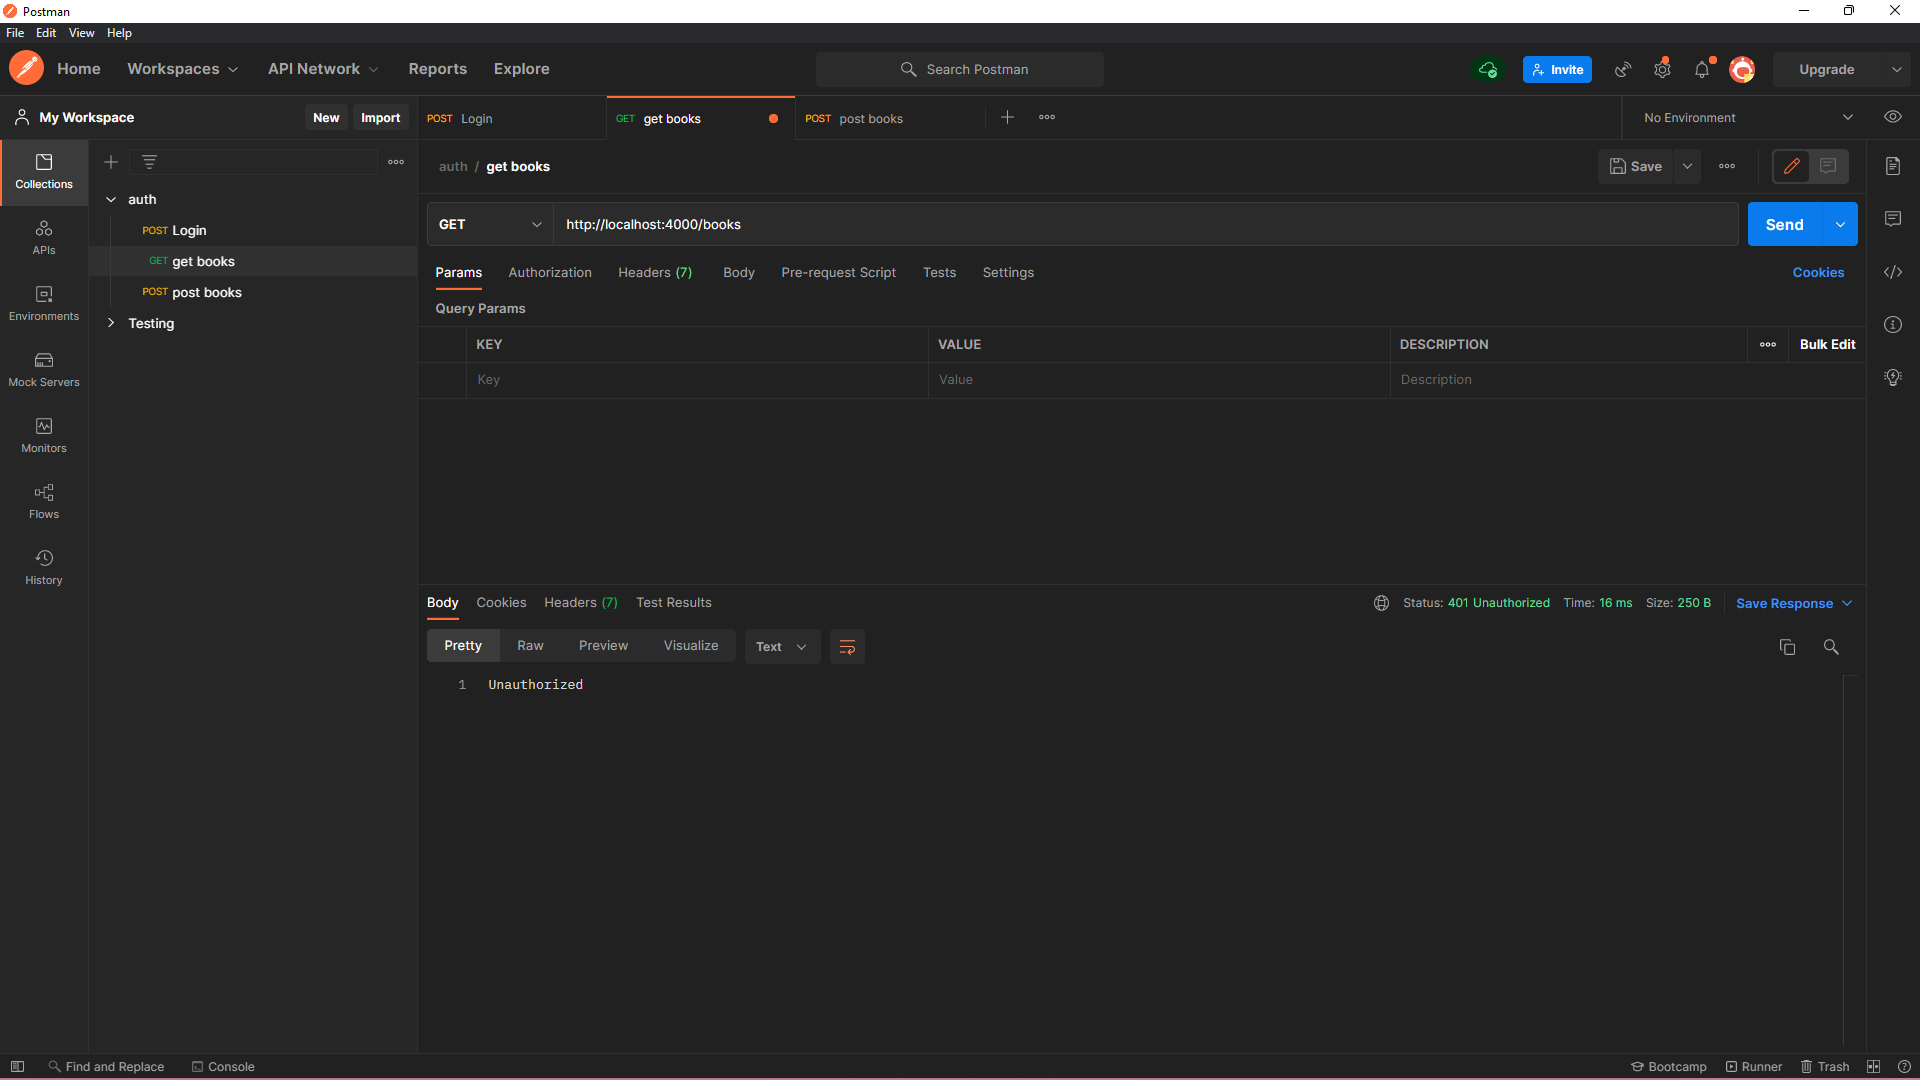 Postman
File Edit View Help
Home Workspaces API Network Reports Explore Search Postman Invite Upgrade
My Workspace New Import POST Login GET get books POST post books No Environment
Collections
APIs
Environments
Mock Servers
Monitors
Flows
History
auth
POST Login
GET get books
POST post books
Testing
auth / get books Save
GET http://localhost:4000/books Send
Params Authorization Headers (7) Body Pre-request Script Tests Settings Cookies
Query Params
KEY VALUE DESCRIPTION Bulk Edit
Key Value Description
Body Cookies Headers (7) Test Results Status: 401 Unauthorized Time: 16 ms Size: 250 B Save Response
Pretty Raw Preview Visualize Text
1 Unauthorized
Find and Replace Console Bootcamp Runner Trash